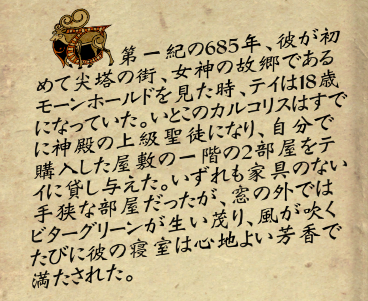 第一紀の685年、彼が初
めて尖塔の街、女神の故郷である
モーンホールドを見た時、テイは18歳
になっていた。いとこのカルコリスはすで
に神殿の上級聖徒になり、自分で
購入した屋敷の一階の2部屋をテ
イに貸し与えた。いずれも家具のない
手狭な部屋だったが、窓の外では
ビターグリーンが生い茂り、風が吹く
たびに彼の寝室は心地よい芳香で
満たされた。